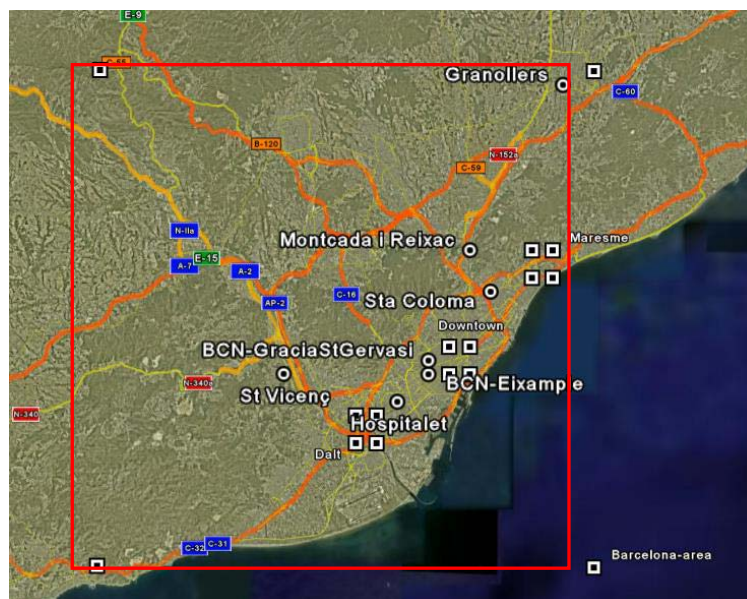 E-9
C-55
Granollers
C-60
B-120
N-152a
C-59
N-IIa
Maresme
Montcada i Reixac
E-15
A-7
A-2
Sta Coloma
C-16
AP-2
Downtown
BCN-GraciaStGervasi
N-340a
BCN-Eixample
St Vicenç
N-340
Hospitalet
Dalt
C-32
C-31
Barcelona-area